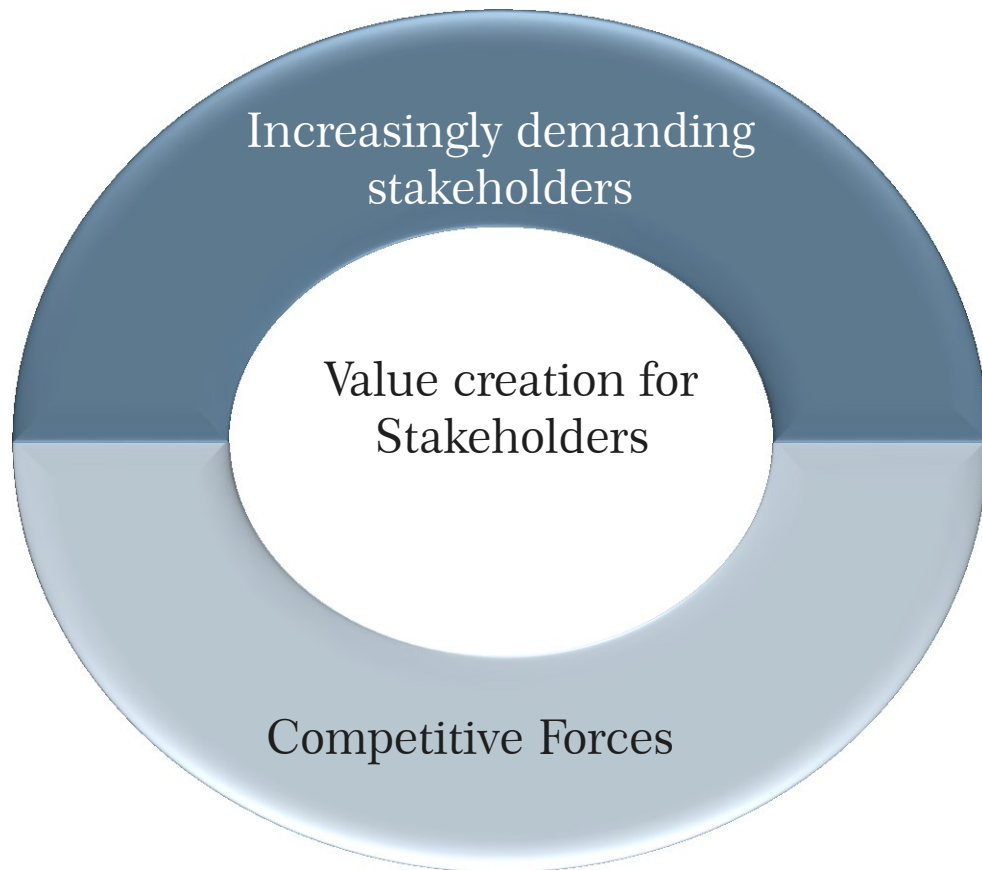 Increasingly demanding
stakeholders
Value creation for
Stakeholders
Competitive Forces